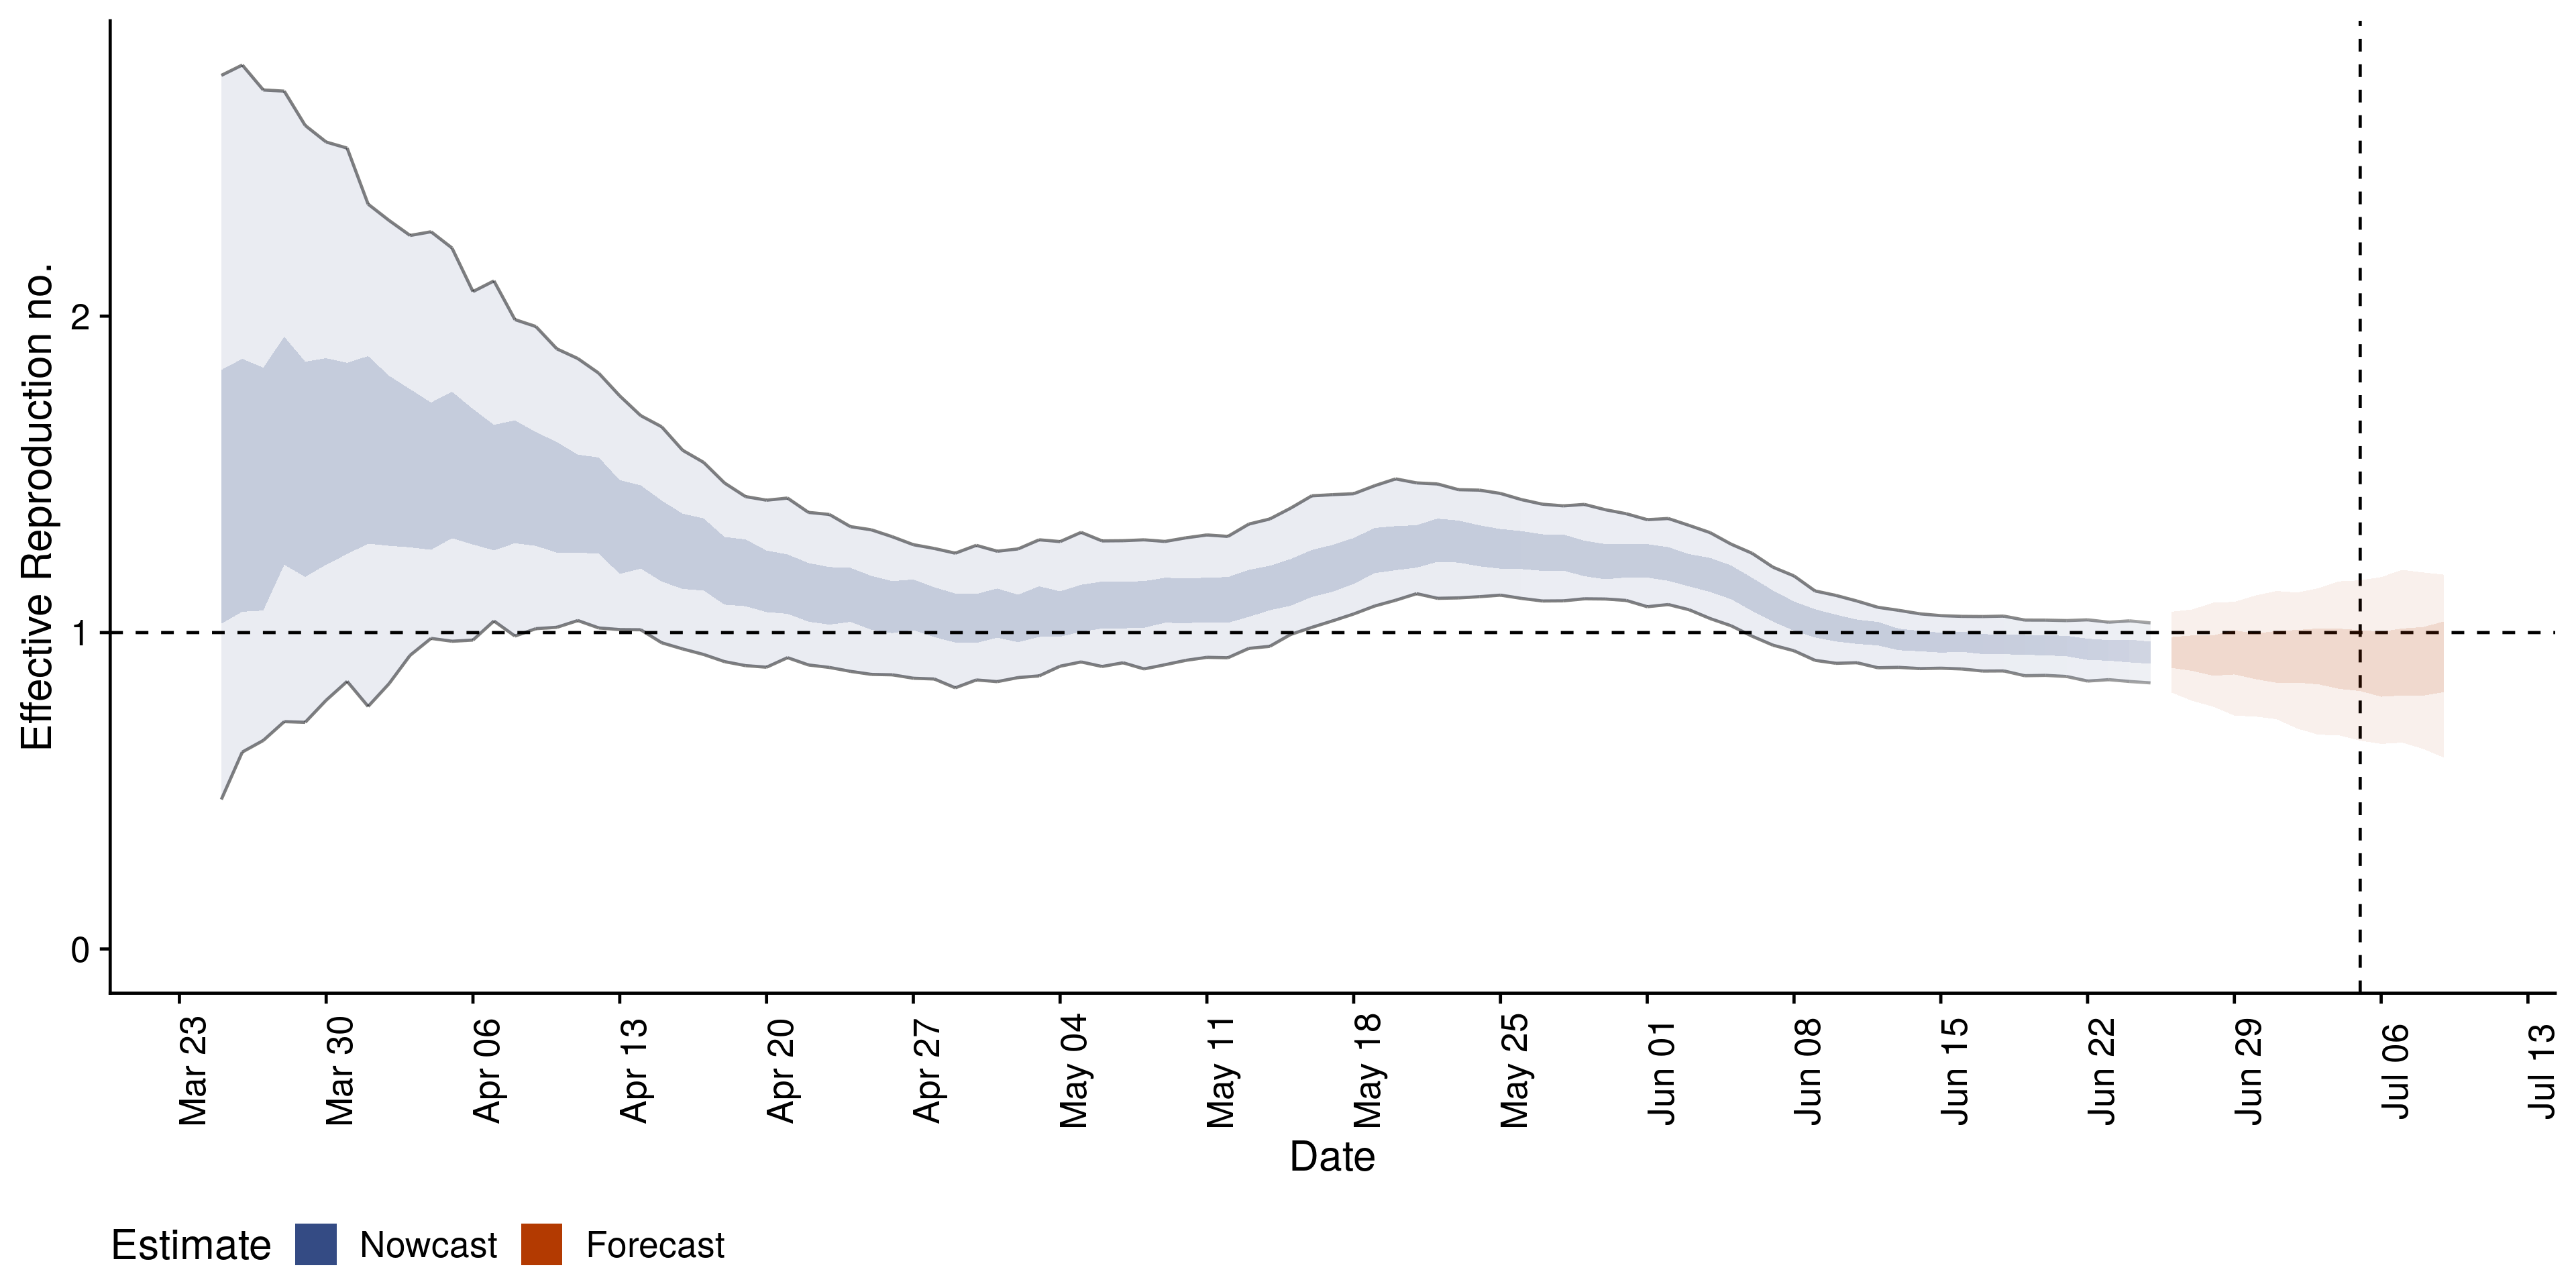 Effective Reproduction no.
2
1
0
Mar 23
Mar 30
Apr 06
Apr 13
Apr 20
Apr 27
May 04
May 11
May 18
May 25
Jun 01
Jun 08
Jun 15
Jun 22
Jun 29
Jul 06
Jul 13
Date
Estimate Nowcast Forecast